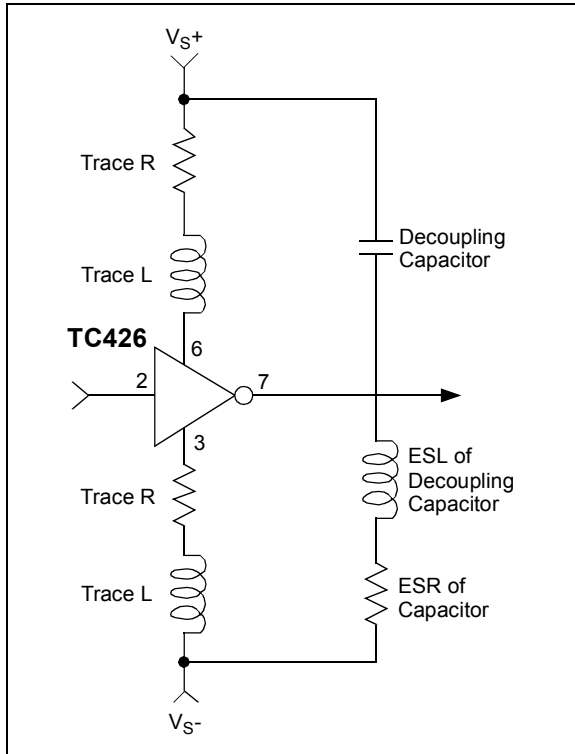 VS+
Trace R
Trace L
Decoupling
Capacitor
TC426
6
2
7
3
Trace R
ESL of
Decoupling
Capacitor
Trace L
ESR of
Capacitor
VS-